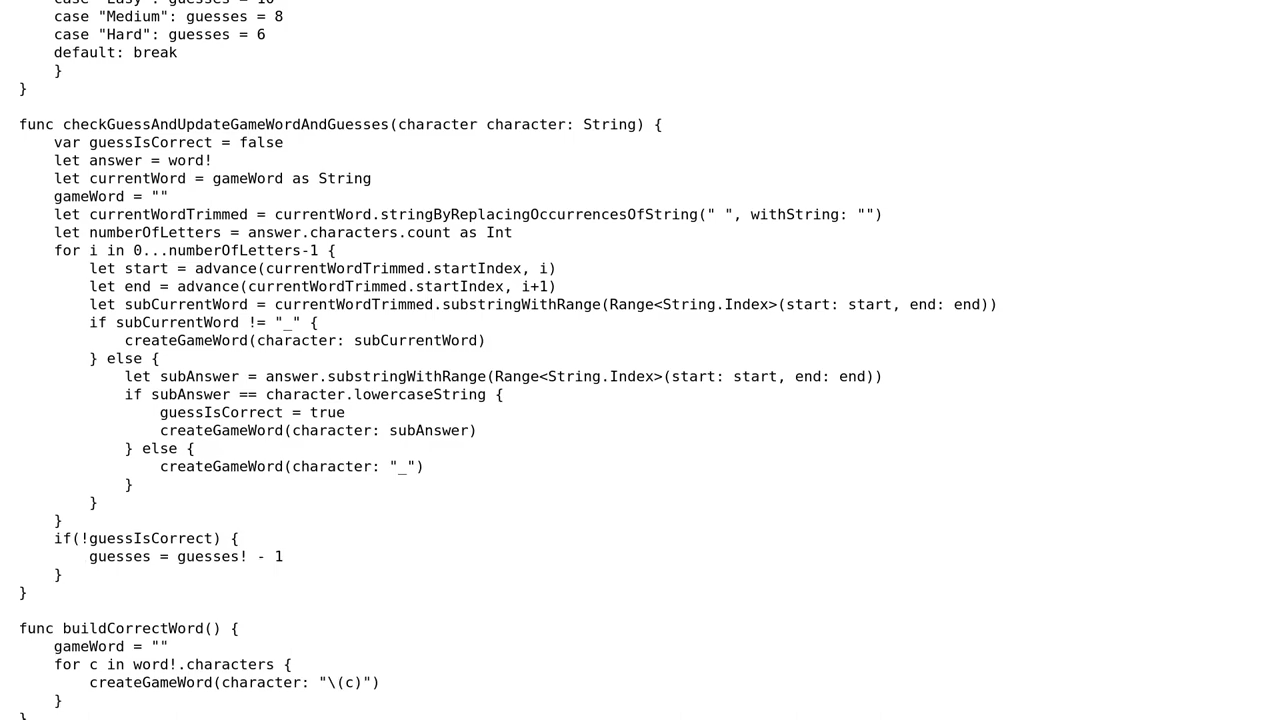 case "Easy": guesses = 10
    case "Medium": guesses = 8
    case "Hard": guesses = 6
    default: break
    }
}

func checkGuessAndUpdateGameWordAndGuesses(character character: String) {
    var guessIsCorrect = false
    let answer = word!
    let currentWord = gameWord as String
    gameWord = ""
    let currentWordTrimmed = currentWord.stringByReplacingOccurrencesOfString(" ", withString: "")
    let numberOfLetters = answer.characters.count as Int
    for i in 0...numberOfLetters-1 {
        let start = advance(currentWordTrimmed.startIndex, i)
        let end = advance(currentWordTrimmed.startIndex, i+1)
        let subCurrentWord = currentWordTrimmed.substringWithRange(Range<String.Index>(start: start, end: end))
        if subCurrentWord != "_" {
            createGameWord(character: subCurrentWord)
        } else {
            let subAnswer = answer.substringWithRange(Range<String.Index>(start: start, end: end))
            if subAnswer == character.lowercaseString {
                guessIsCorrect = true
                createGameWord(character: subAnswer)
            } else {
                createGameWord(character: "_")
            }
        }
    }
    if(!guessIsCorrect) {
        guesses = guesses! - 1
    }
}

func buildCorrectWord() {
    gameWord = ""
    for c in word!.characters {
        createGameWord(character: "\(c)")
    }
}